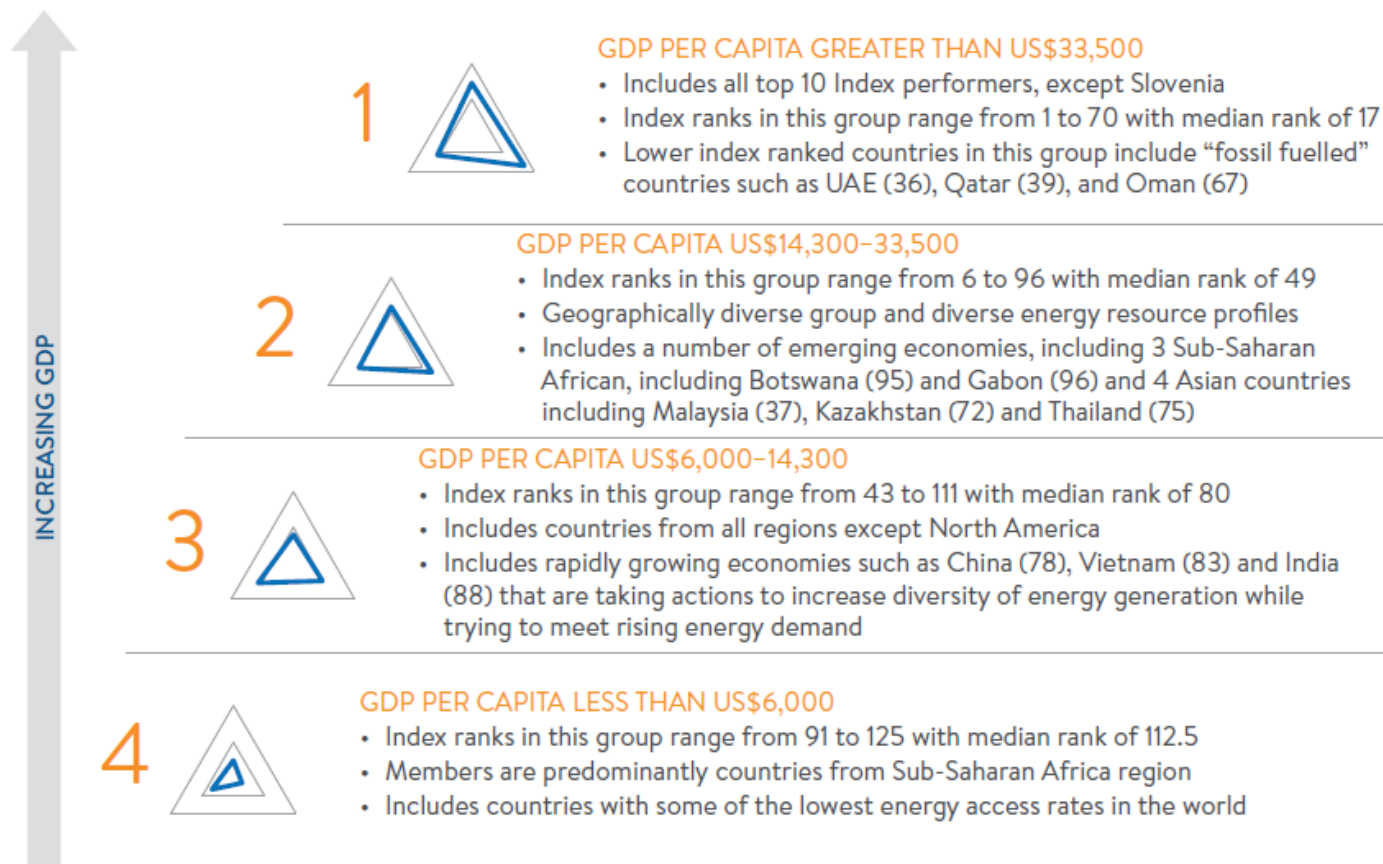 INCREASING GDP
1
GDP PER CAPITA GREATER THAN US$33,500
• Includes all top 10 Index performers, except Slovenia
• Index ranks in this group range from 1 to 70 with median rank of 17
• Lower index ranked countries in this group include “fossil fuelled”
countries such as UAE (36), Qatar (39), and Oman (67)
2
GDP PER CAPITA US$14,300–33,500
• Index ranks in this group range from 6 to 96 with median rank of 49
• Geographically diverse group and diverse energy resource profiles
• Includes a number of emerging economies, including 3 Sub-Saharan
African, including Botswana (95) and Gabon (96) and 4 Asian countries
including Malaysia (37), Kazakhstan (72) and Thailand (75)
3
GDP PER CAPITA US$6,000–14,300
• Index ranks in this group range from 43 to 111 with median rank of 80
• Includes countries from all regions except North America
• Includes rapidly growing economies such as China (78), Vietnam (83) and India
(88) that are taking actions to increase diversity of energy generation while
trying to meet rising energy demand
4
GDP PER CAPITA LESS THAN US$6,000
• Index ranks in this group range from 91 to 125 with median rank of 112.5
• Members are predominantly countries from Sub-Saharan Africa region
• Includes countries with some of the lowest energy access rates in the world